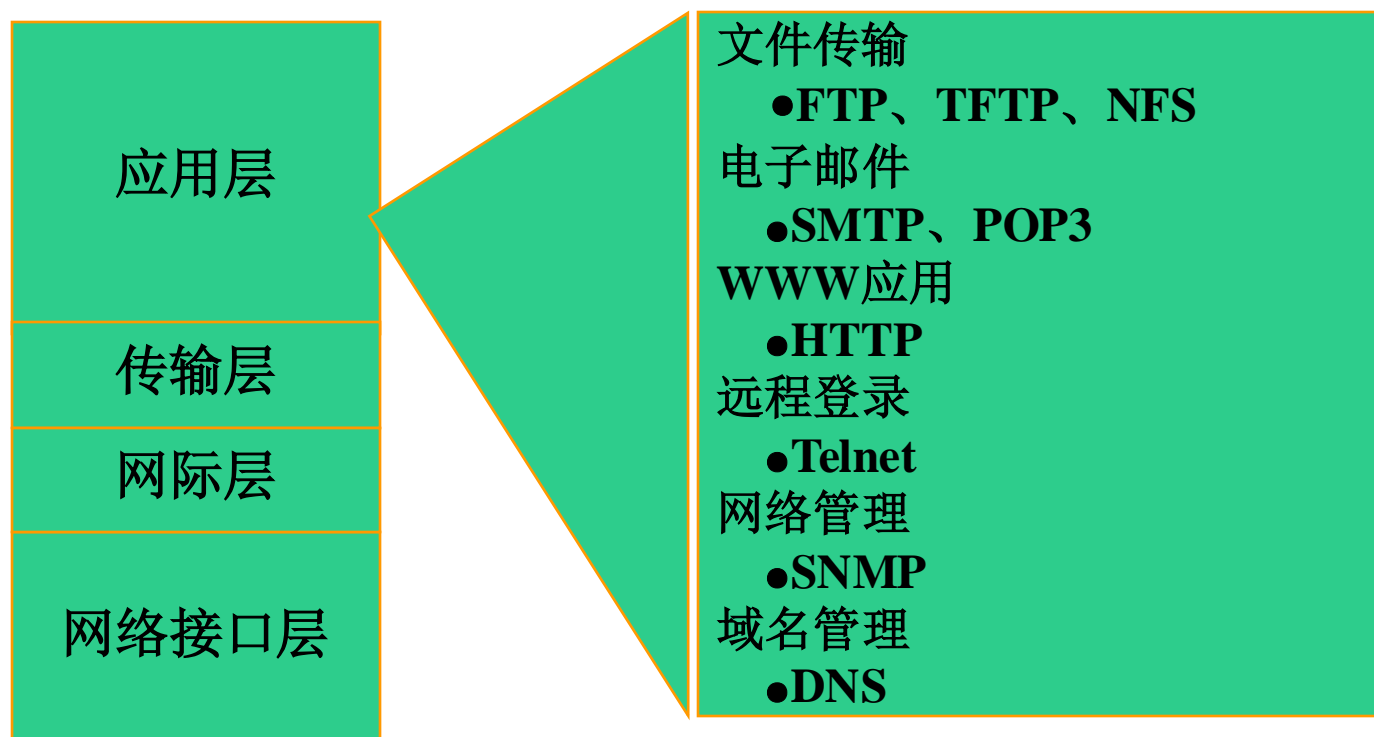 应用层
传输层
网际层
网络接口层
文件传输
●FTP、TFTP、NFS
电子邮件
●SMTP、POP3
WWW应用
●HTTP
远程登录
●Telnet
网络管理
●SNMP
域名管理
●DNS